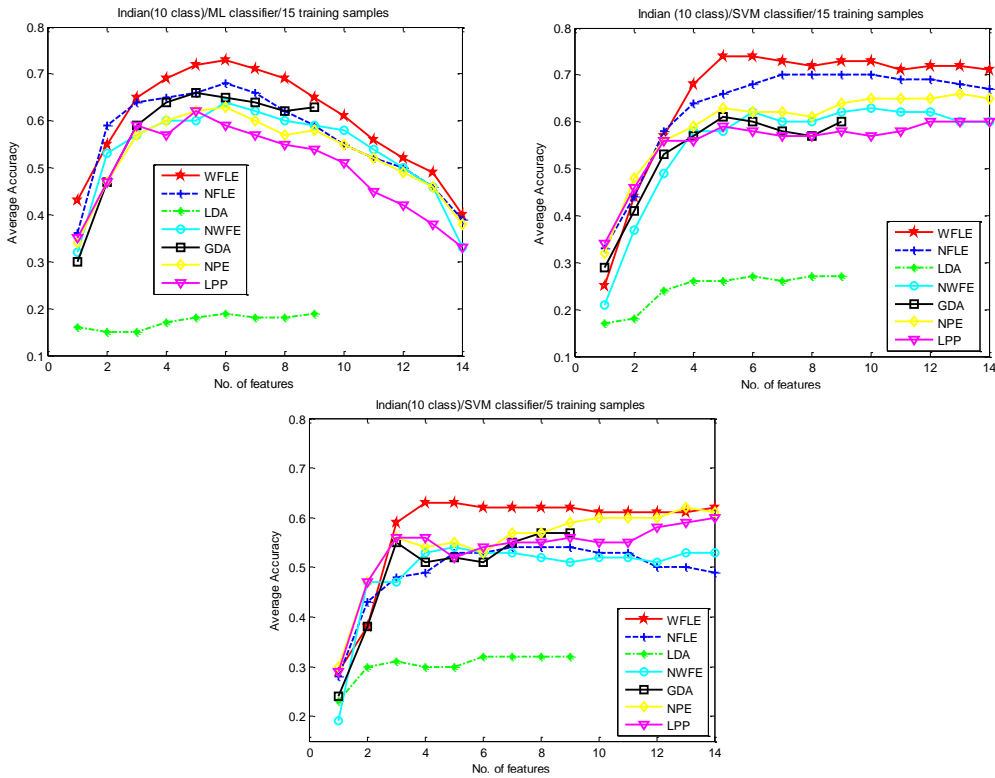 Indian(10 class)/ML classifier/15 training samples
0.8
0.7
0.6
0.5
0.4
0.3
0.2
0.1
Average Accuracy
WFLE
NFLE
LDA
NWFE
GDA
NPE
LPP
0 2 4 6 8 10 12 14
No. of features
Indian (10 class)/SVM classifier/15 training samples
0.8
0.7
0.6
0.5
0.4
0.3
0.2
0.1
Average Accuracy
WFLE
NFLE
LDA
NWFE
GDA
NPE
LPP
0 2 4 6 8 10 12 14
No. of features
Indian(10 class)/SVM classifier/5 training samples
0.8
0.7
0.6
0.5
0.4
0.3
0.2
Average Accuracy
WFLE
NFLE
LDA
NWFE
GDA
NPE
LPP
0 2 4 6 8 10 12 14
No. of features